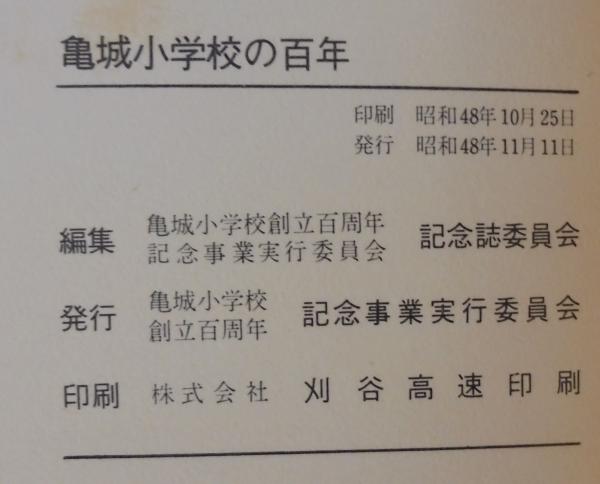 亀城小学校の百年
印刷 昭和48年10月25日
発行 昭和48年11月11日
編集 亀城小学校創立百周年 記念誌委員会
記念事業実行委員会
発行 亀城小学校 記念事業実行委員会
創立百周年
印刷 株式会社 刈谷高速印刷